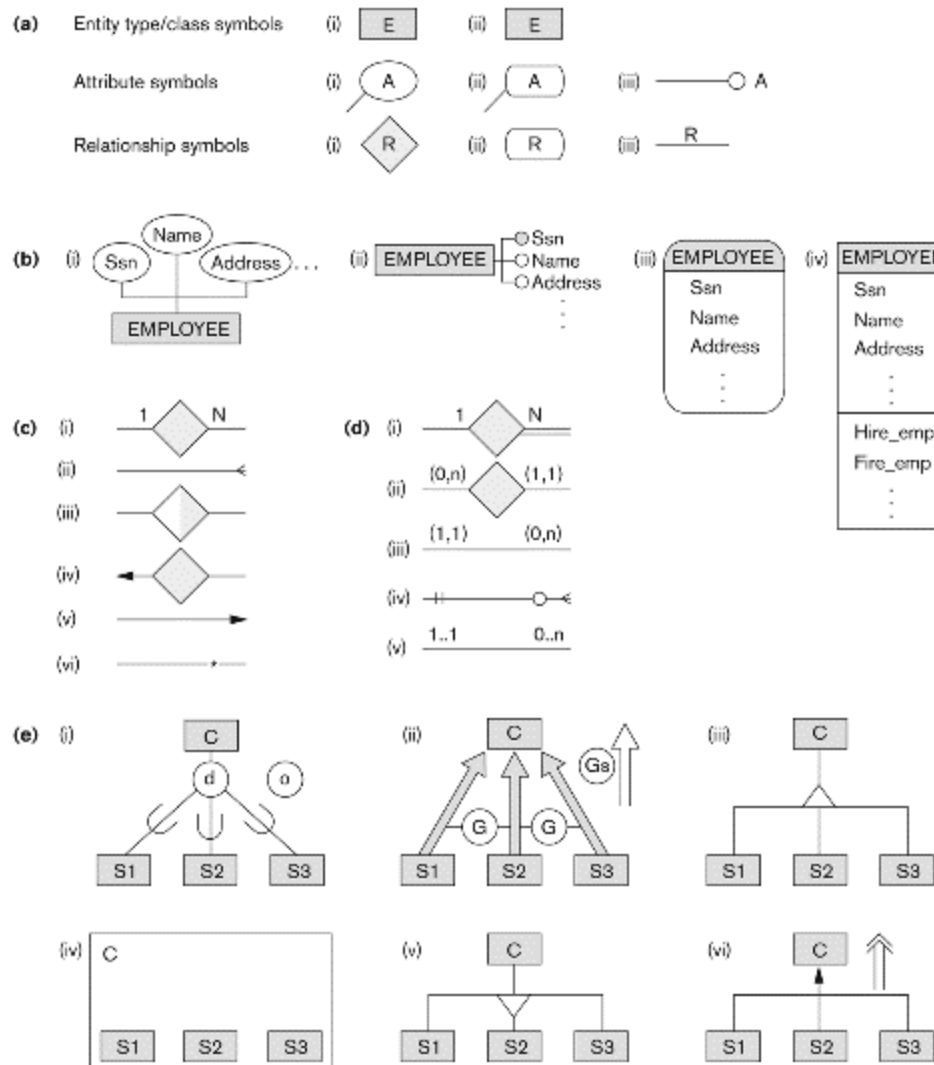 (a) Entity type/class symbols (i) E (ii) E
Attribute symbols (i) A (ii) A (iii) A
Relationship symbols (i) R (ii) R (iii) R
(b) (i) Ssn Name Address . . .
EMPLOYEE
(ii) EMPLOYEE
Ssn
Name
Address
(iii) EMPLOYEE
Ssn
Name
Address
(iv) EMPLOYEE
Ssn
Name
Address
Hire_emp
Fire_emp
(c) (i) 1 N
(ii)
(iii)
(iv)
(v)
(vi) *
(d) (i) 1 N
(ii) (0,n) (1,1)
(iii) (1,1) (0,n)
(iv)
(v) 1..1 0..n
(e) (i) C
d o
S1 S2 S3
(ii) C
Gs
G G
S1 S2 S3
(iii) C
S1 S2 S3
(iv) C
S1 S2 S3
(v) C
S1 S2 S3
(vi) C
S1 S2 S3